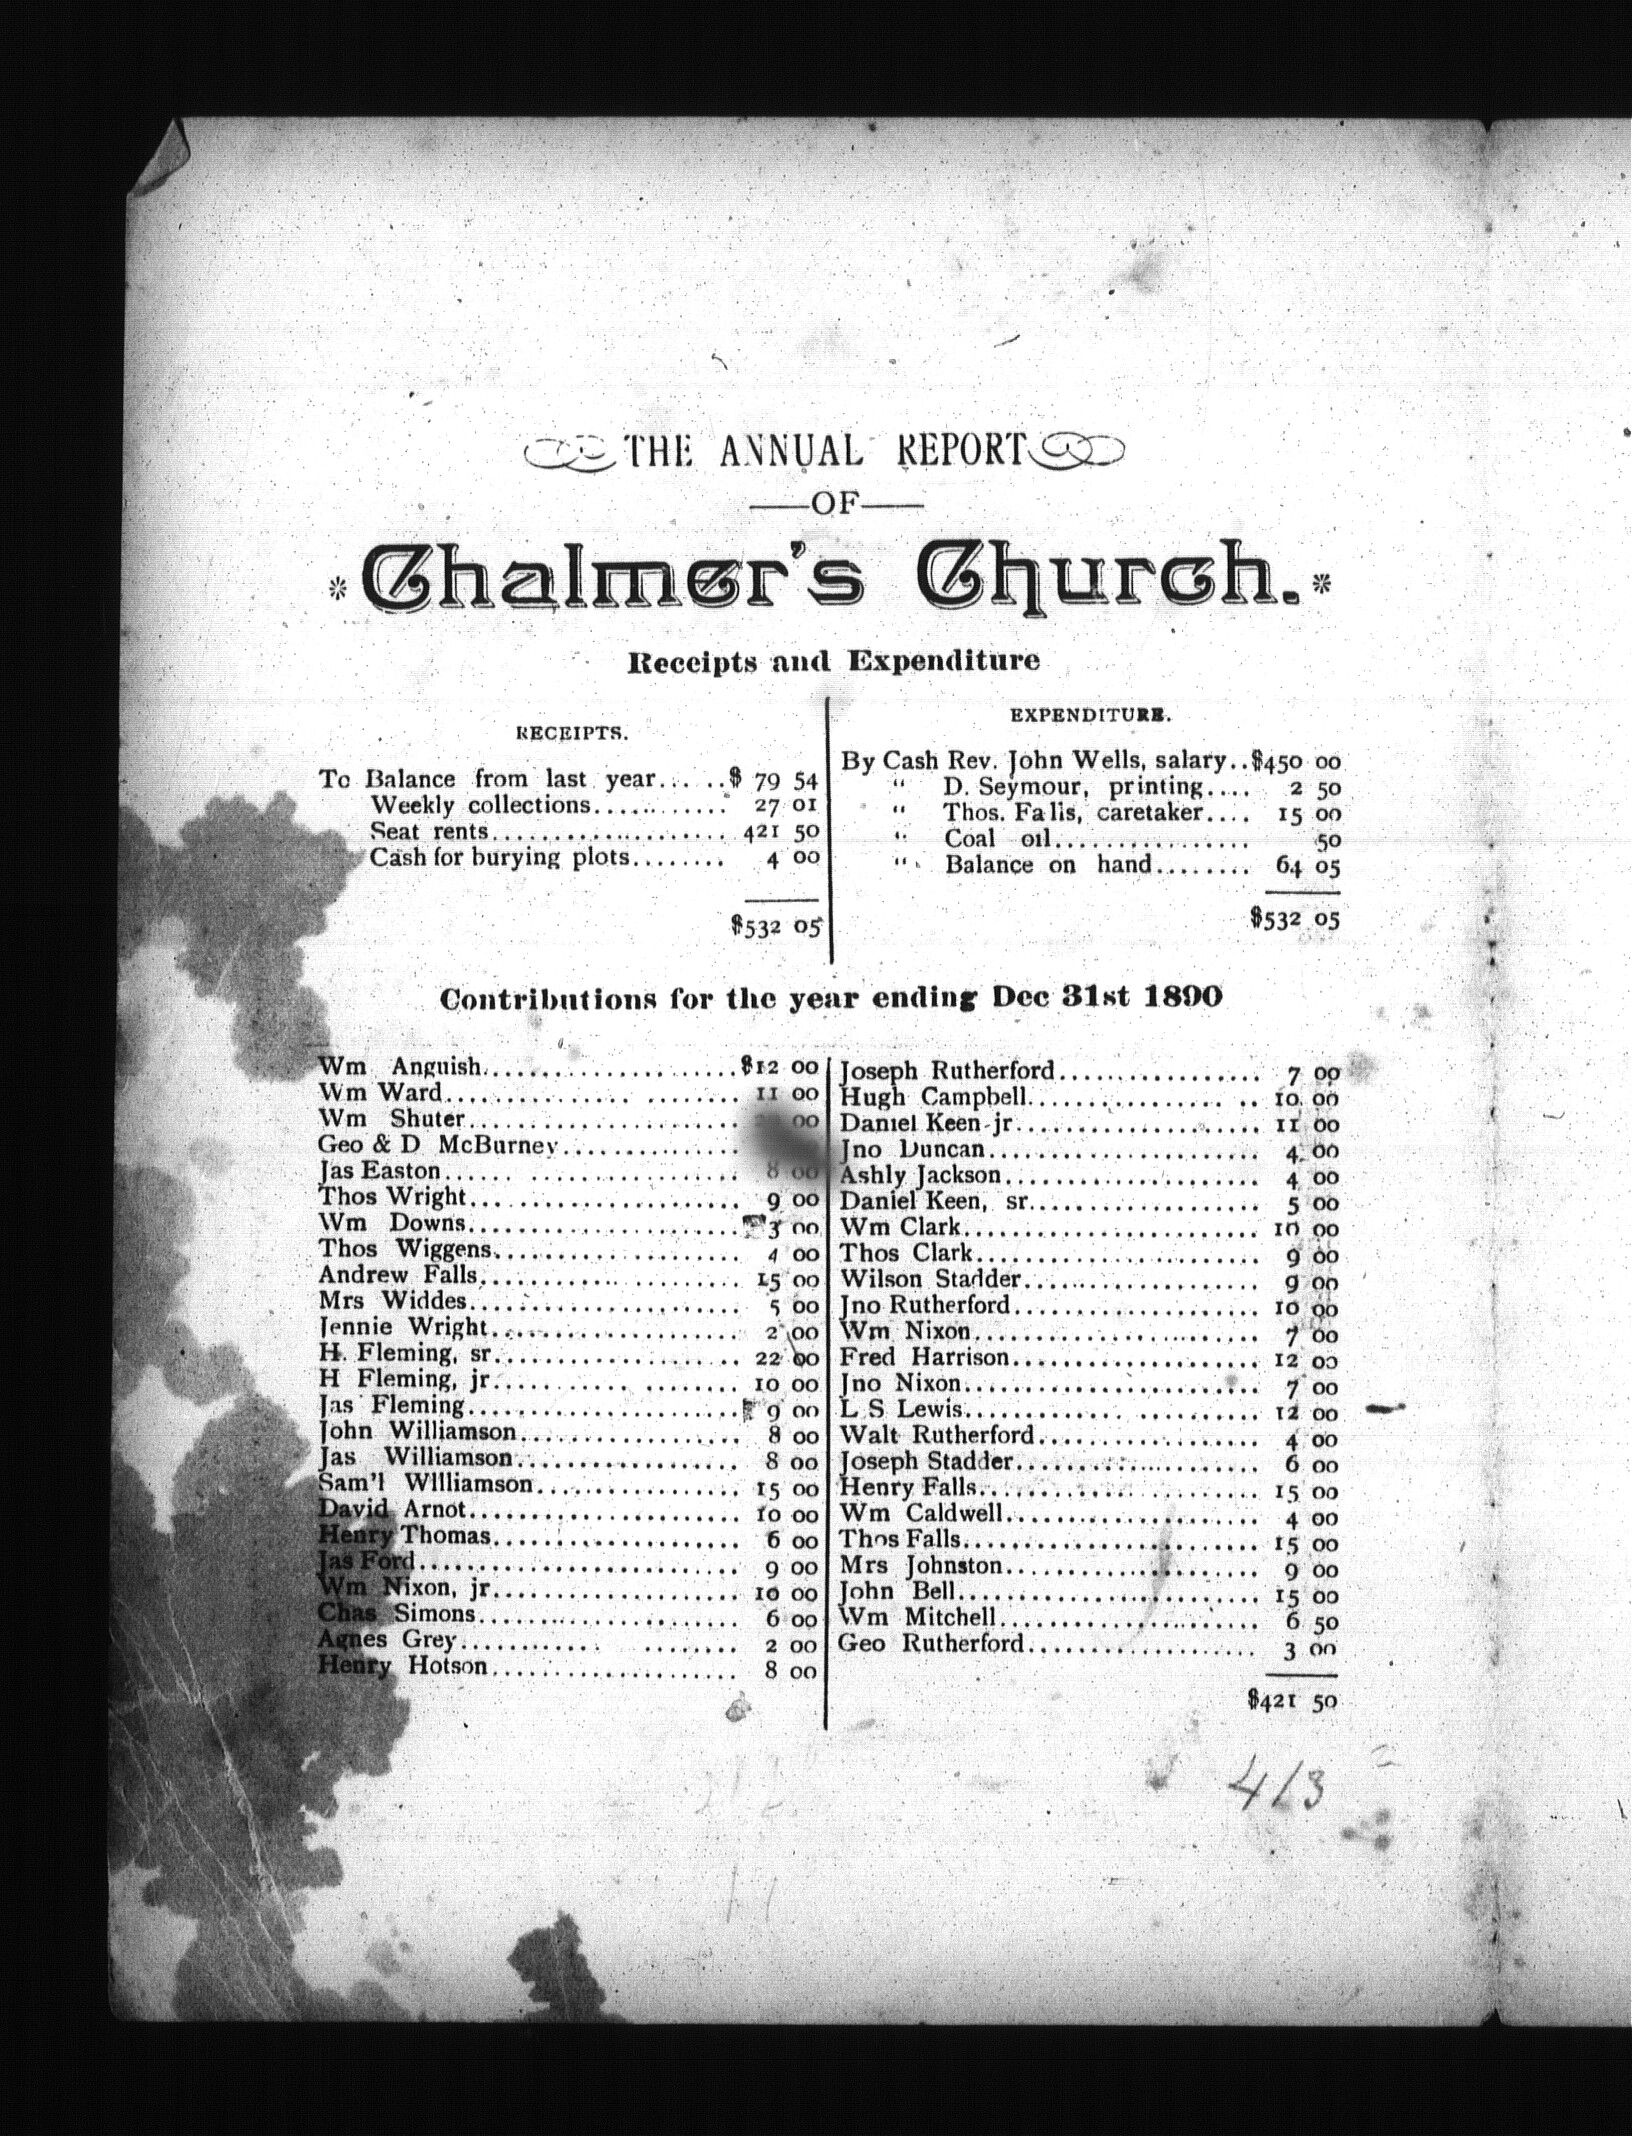 THE ANNUAL REPORT
—OF—
Chalmer's Church.
Receipts and Expenditure
RECEIPTS.
To Balance from last year......$ 79 54
Weekly collections............ 27 01
Seat rents.................... 421 50
Cash for burying plots........ 4 00
$532 05
EXPENDITURE.
By Cash Rev. John Wells, salary..$450 00
" D. Seymour, printing.... 2 50
" Thos. Falls, caretaker.... 15 00
" Coal oil................ 50
" Balance on hand........ 64 05
$532 05
Contributions for the year ending Dec 31st 1890
Wm Anguish......................$12 00
Wm Ward...................... 11 00
Wm Shuter...................... 00
Geo & D McBurney...............
Jas Easton...................... 8 00
Thos Wright...................... 9 00
Wm Downs...................... 3 00
Thos Wiggens...................... 4 00
Andrew Falls...................... 15 00
Mrs Widdes...................... 5 00
Jennie Wright.................... 2 00
H. Fleming, sr.................... 22 00
H Fleming, jr.................... 10 00
Jas Fleming...................... 9 00
John Williamson.................. 8 00
Jas Williamson.................. 8 00
Sam'l Williamson................ 15 00
David Arnot...................... 10 00
Henry Thomas.................... 6 00
Jas Ford.......................... 9 00
Wm Nixon, jr.................... 10 00
Chas Simons...................... 6 00
Agnes Grey...................... 2 00
Henry Hotson.................... 8 00
Joseph Rutherford................ 7 00
Hugh Campbell.................. 10 00
Daniel Keen jr.................... 11 00
Jno Duncan...................... 4 00
Ashly Jackson.................... 4 00
Daniel Keen, sr................... 5 00
Wm Clark........................ 10 00
Thos Clark....................... 9 00
Wilson Stadder................... 9 00
Jno Rutherford................... 10 00
Wm Nixon....................... 7 00
Fred Harrison.................... 12 00
Jno Nixon........................ 7 00
L S Lewis........................ 12 00
Walt Rutherford.................. 4 00
Joseph Stadder................... 6 00
Henry Falls....................... 15 00
Wm Caldwell..................... 4 00
Thos Falls........................ 15 00
Mrs Johnston..................... 9 00
John Bell......................... 15 00
Wm Mitchell..................... 6 50
Geo Rutherford................... 3 00
$421 50
413